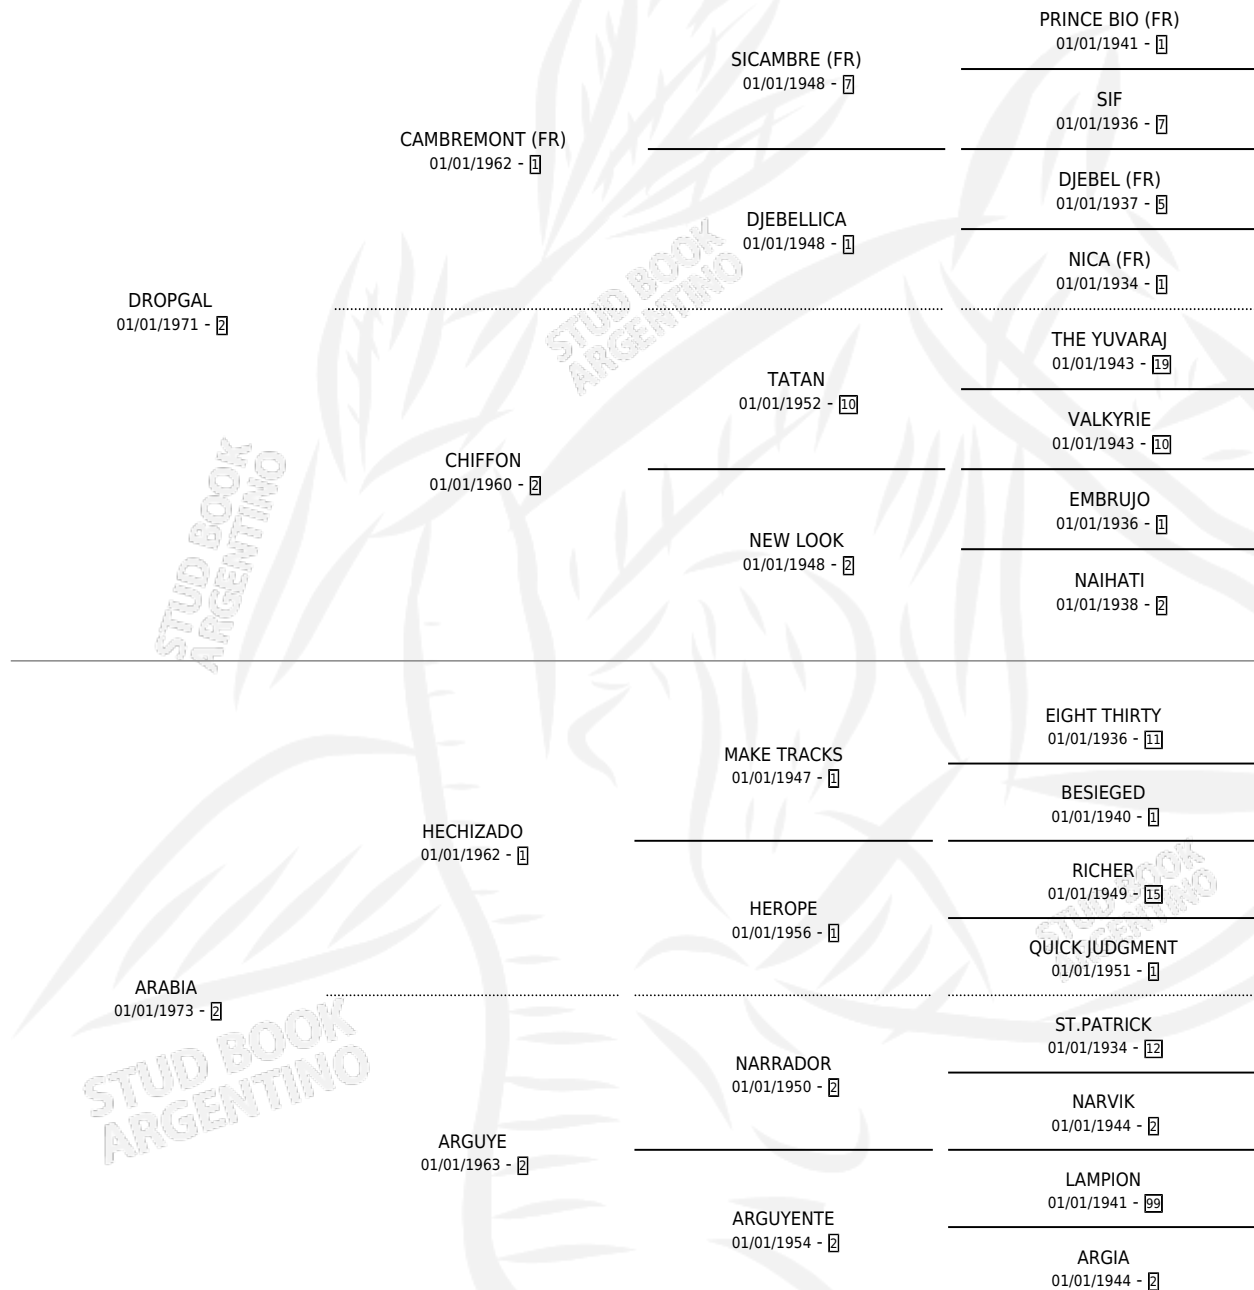 PRINCE BIO (FR)
01/01/1941 - 1
SICAMBRE (FR)
01/01/1948 - 7
SIF
01/01/1936 - 7
CAMBREMONT (FR)
01/01/1962 - 1
DJEBEL (FR)
01/01/1937 - 5
DJEBELLICA
01/01/1948 - 1
NICA (FR)
01/01/1934 - 1
STUD BOOK
ARGENTINO
DROPGAL
01/01/1971 - 2
THE YUVARAJ
01/01/1943 - 19
TATAN
01/01/1952 - 10
VALKYRIE
01/01/1943 - 10
CHIFFON
01/01/1960 - 2
EMBRUJO
01/01/1936 - 1
NEW LOOK
01/01/1948 - 2
NAIHATI
01/01/1938 - 2
STUD BOOK
ARGENTINO
EIGHT THIRTY
01/01/1936 - 11
MAKE TRACKS
01/01/1947 - 1
BESIEGED
01/01/1940 - 1
HECHIZADO
01/01/1962 - 1
RICHER
01/01/1949 - 15
HEROPE
01/01/1956 - 1
QUICK JUDGMENT
01/01/1951 - 1
STUD BOOK
ARGENTINO
ARABIA
01/01/1973 - 2
ST.PATRICK
01/01/1934 - 12
NARRADOR
01/01/1950 - 2
NARVIK
01/01/1944 - 2
STUD BOOK
ARGENTINO
ARGUYE
01/01/1963 - 2
LAMPION
01/01/1941 - 99
ARGUYENTE
01/01/1954 - 2
ARGIA
01/01/1944 - 2